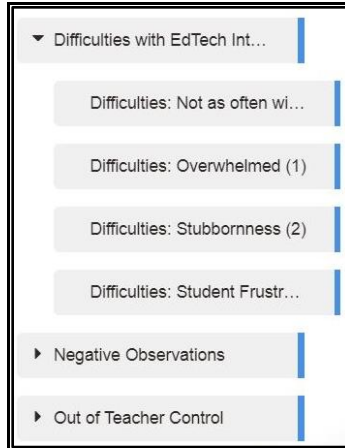 Difficulties with EdTech Int...
Difficulties: Not as often wi...
Difficulties: Overwhelmed (1)
Difficulties: Stubbornness (2)
Difficulties: Student Frustr...
Negative Observations
Out of Teacher Control